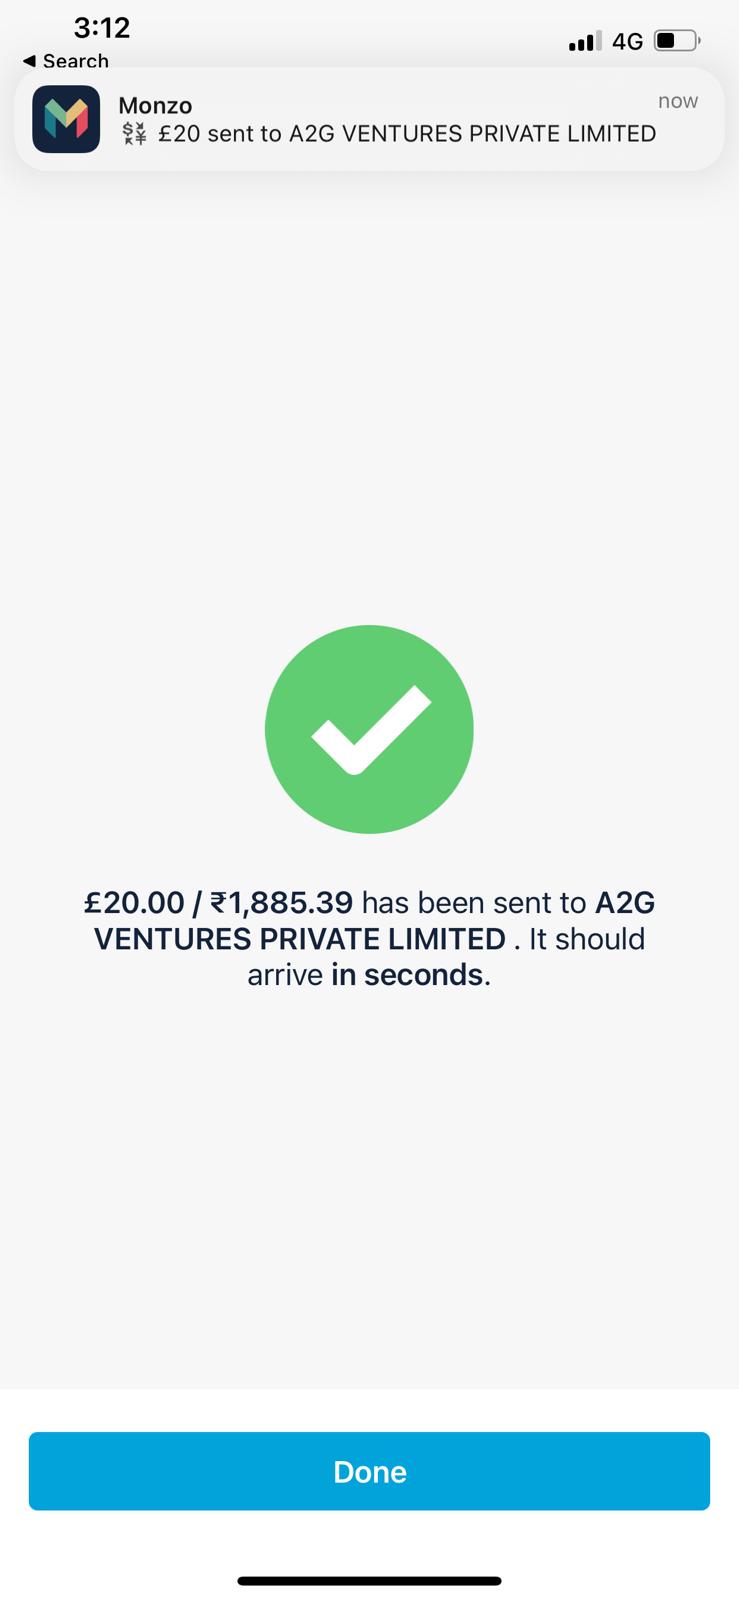 3:12
4G
◀ Search
Monzo
now
💱 £20 sent to A2G VENTURES PRIVATE LIMITED
£20.00 / ₹1,885.39 has been sent to A2G
VENTURES PRIVATE LIMITED . It should
arrive in seconds.
Done